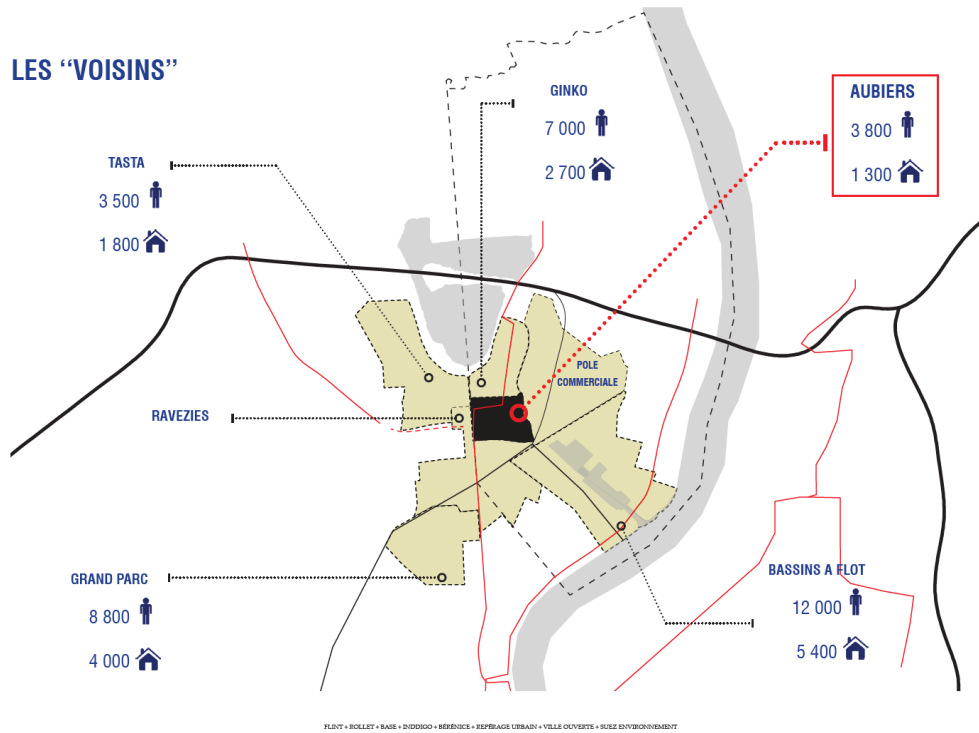 LES “VOISINS”
GINKO
7 000
2 700
AUBIERS
3 800
1 300
TASTA
3 500
1 800
POLE
COMMERCIALE
RAVEZIES
GRAND PARC
8 800
4 000
BASSINS A FLOT
12 000
5 400
FLINT + ROLLET + BASE + INDDIGO + BÉRÉNICE + REPÉRAGE URBAIN + VILLE OUVERTE + SUEZ ENVIRONNEMENT